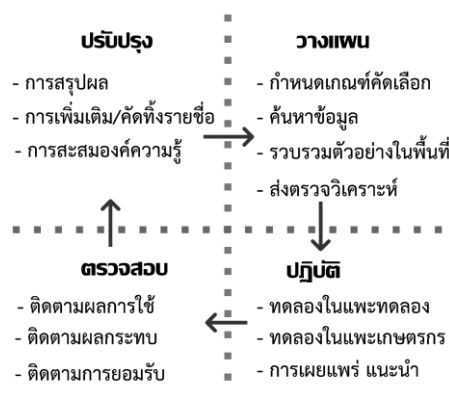 ปรับปรุง
- การสรุปผล
- การเพิ่มเติม/คัดทิ้งรายชื่อ
- การสะสมองค์ความรู้
วางแผน
- กำหนดเกณฑ์คัดเลือก
- ค้นหาข้อมูล
- รวบรวมตัวอย่างในพื้นที่
- ส่งตรวจวิเคราะห์
ตรวจสอบ
- ติดตามผลการใช้
- ติดตามผลกระทบ
- ติดตามการยอมรับ
ปฏิบัติ
- ทดลองในแพะทดลอง
- ทดลองในแพะเกษตรกร
- การเผยแพร่ แนะนำ